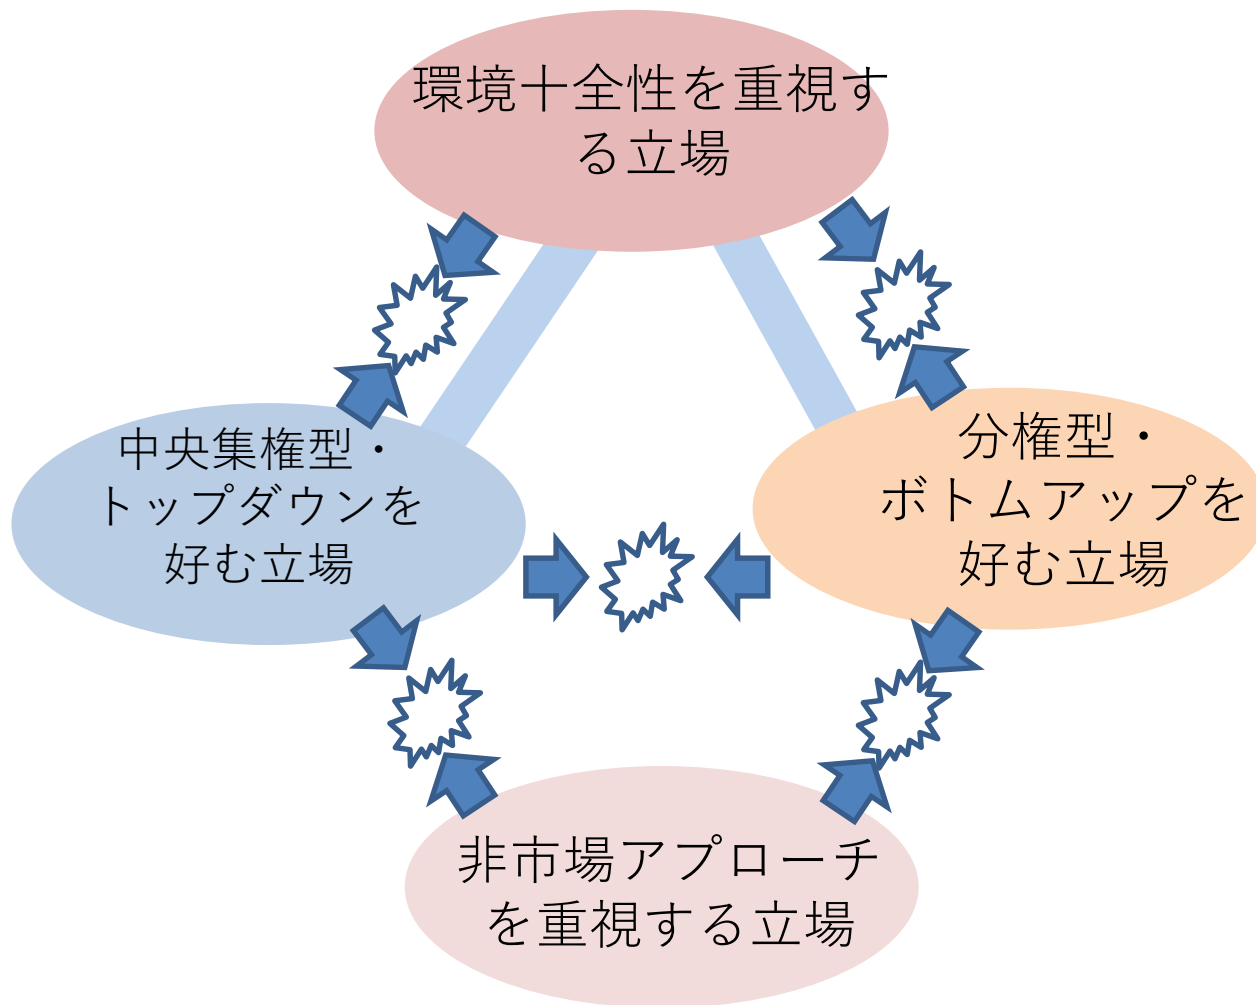 環境十全性を重視す
る立場
中央集権型・
トップダウンを
好む立場
分権型・
ボトムアップを
好む立場
非市場アプローチ
を重視する立場